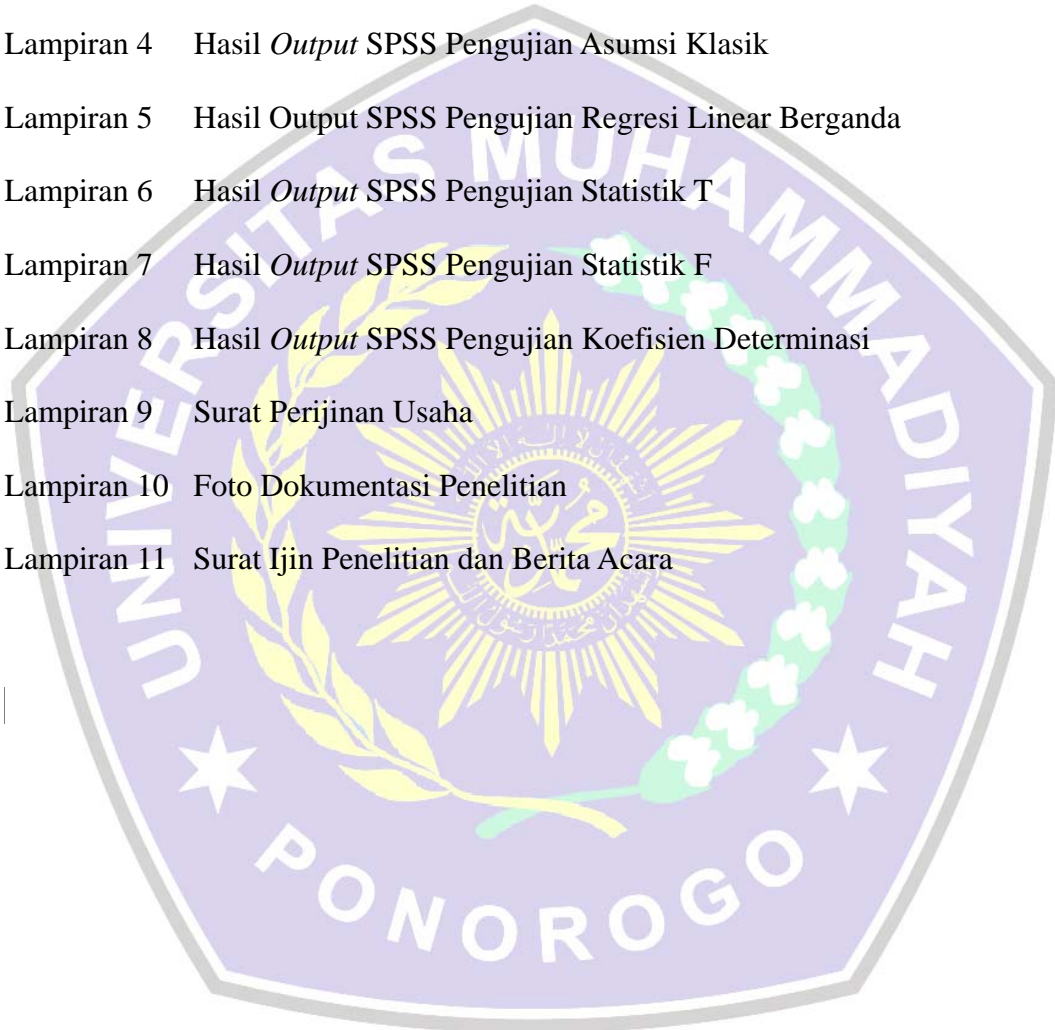 Lampiran 4 Hasil Output SPSS Pengujian Asumsi Klasik
Lampiran 5 Hasil Output SPSS Pengujian Regresi Linear Berganda
Lampiran 6 Hasil Output SPSS Pengujian Statistik T
Lampiran 7 Hasil Output SPSS Pengujian Statistik F
Lampiran 8 Hasil Output SPSS Pengujian Koefisien Determinasi
Lampiran 9 Surat Perijinan Usaha
Lampiran 10 Foto Dokumentasi Penelitian
Lampiran 11 Surat Ijin Penelitian dan Berita Acara
UNIVERSITAS MUHAMMADIYAH
PONOROGO